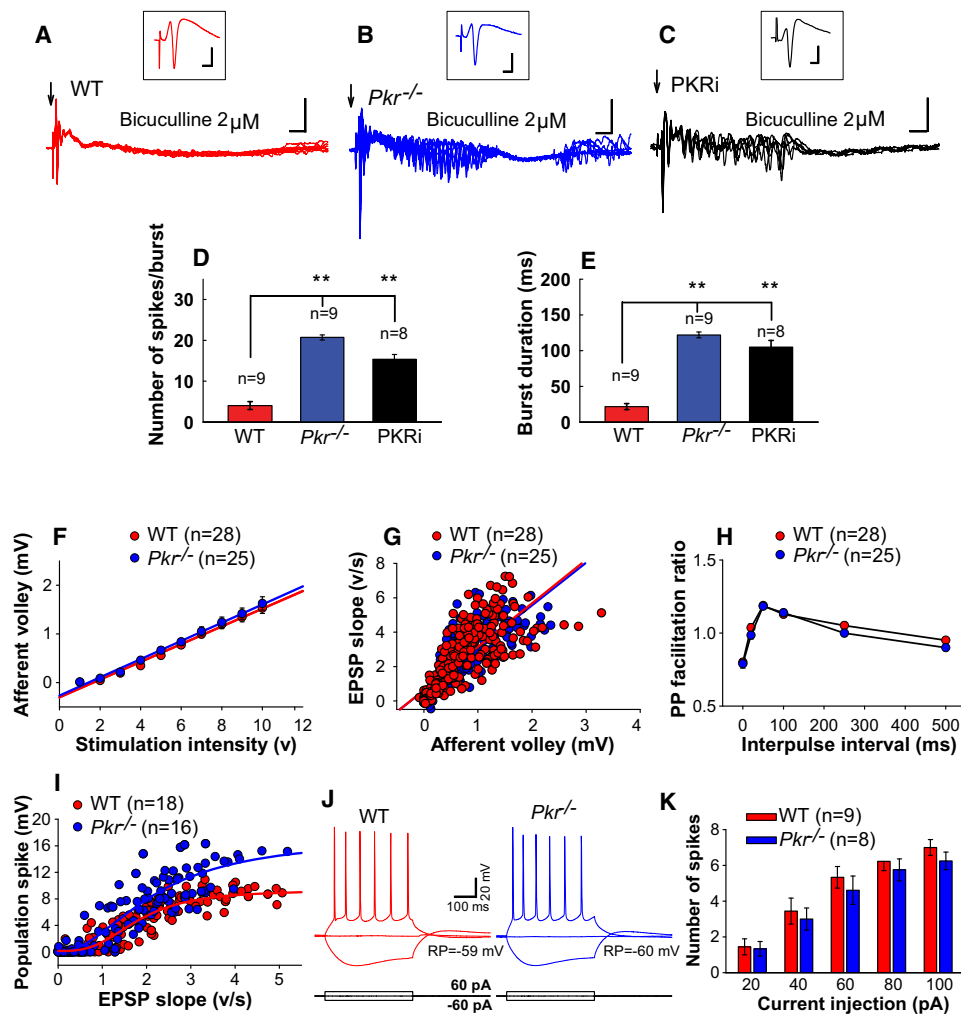 A
B
C
WT
Pkr-/-
PKRi
Bicuculline 2μM
Bicuculline 2μM
Bicuculline 2μM
D
Number of spikes/burst
30
20
10
0
**
**
n=9
n=9
n=8
WT
Pkr-/-
PKRi
E
Burst duration (ms)
200
150
100
50
0
**
**
n=9
n=9
n=8
WT
Pkr-/-
PKRi
F
WT (n=28)
Pkr/- (n=25)
Afferent volley (mV)
2
1
0
0 2 4 6 8 10 12
Stimulation intensity (v)
G
WT (n=28)
Pkr/- (n=25)
EPSP slope (v/s)
8
6
4
2
0
0 1 2 3 4
Afferent volley (mV)
H
WT (n=28)
Pkr/- (n=25)
PP facilitation ratio
1.5
1.0
0.5
0 100 200 300 400 500
Interpulse interval (ms)
I
WT (n=18)
Pkr/- (n=16)
Population spike (mV)
20
16
12
8
4
0
0 1 2 3 4 5
EPSP slope (v/s)
J
WT
Pkr/-
20 mV
100 ms
RP=-59 mV
RP=-60 mV
60 pA
-60 pA
K
WT (n=9)
Pkr/- (n=8)
Number of spikes
8
6
4
2
0
20 40 60 80 100
Current injection (pA)